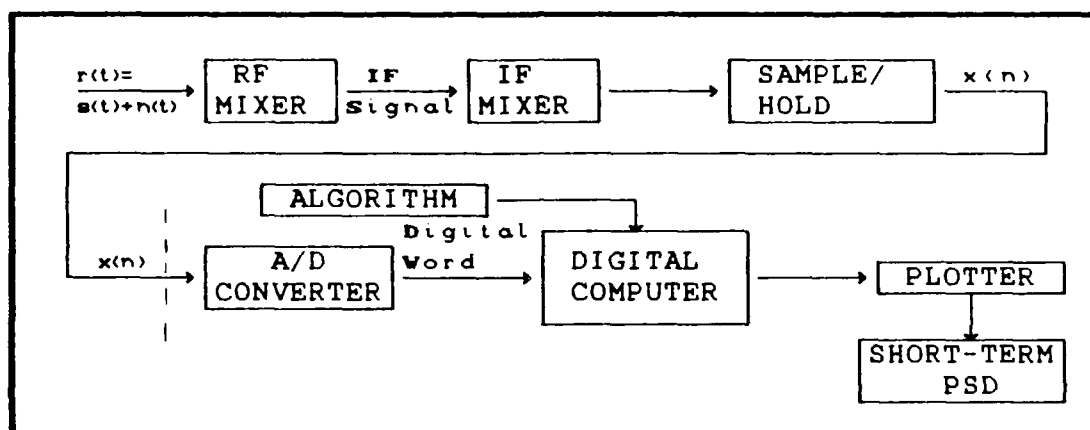 r(t)=
s(t)+n(t)
RF
MIXER
IF
Signal
IF
MIXER
SAMPLE/
HOLD
x(n)
ALGORITHM
x(n)
A/D
CONVERTER
Digital
Word
DIGITAL
COMPUTER
PLOTTER
SHORT-TERM
PSD